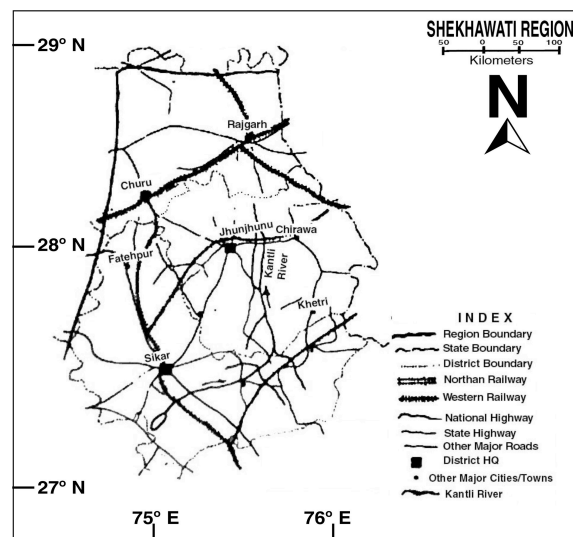 SHEKHAWATI REGION
50 0 50 100
Kilometers
N
29° N
28° N
27° N
75° E
76° E
Rajgarh
Churu
Jhunjhunu
Chirawa
Fatehpur
Kantli
River
Khetri
Sikar
INDEX
Region Boundary
State Boundary
District Boundary
Northan Railway
Western Railway
National Highway
State Highway
Other Major Roads
District HQ
Other Major Cities/Towns
Kantli River